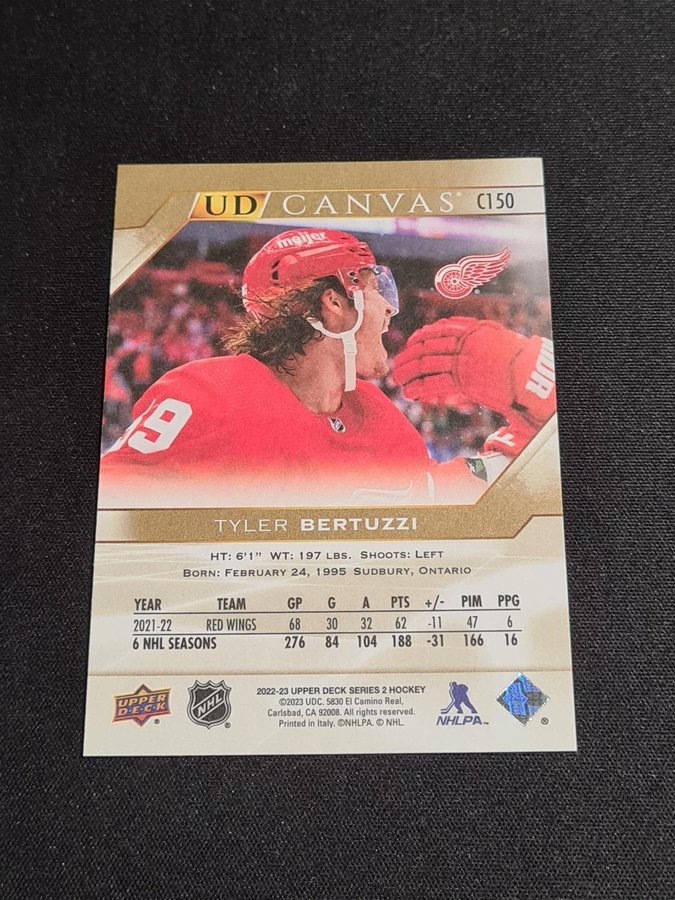 UD CANVAS® C150
meijer
59
TYLER BERTUZZI
HT: 6'1" WT: 197 LBS. SHOOTS: LEFT
BORN: FEBRUARY 24, 1995 SUDBURY, ONTARIO
YEAR TEAM GP G A PTS +/- PIM PPG
2021-22 RED WINGS 68 30 32 62 -11 47 6
6 NHL SEASONS 276 84 104 188 -31 166 16
UPPER DECK ®
NHL ®
2022-23 UPPER DECK SERIES 2 HOCKEY
©2023 UDC. 5830 El Camino Real,
Carlsbad, CA 92008. All rights reserved.
Printed in Italy. ©NHLPA. © NHL.
NHLPA™
®